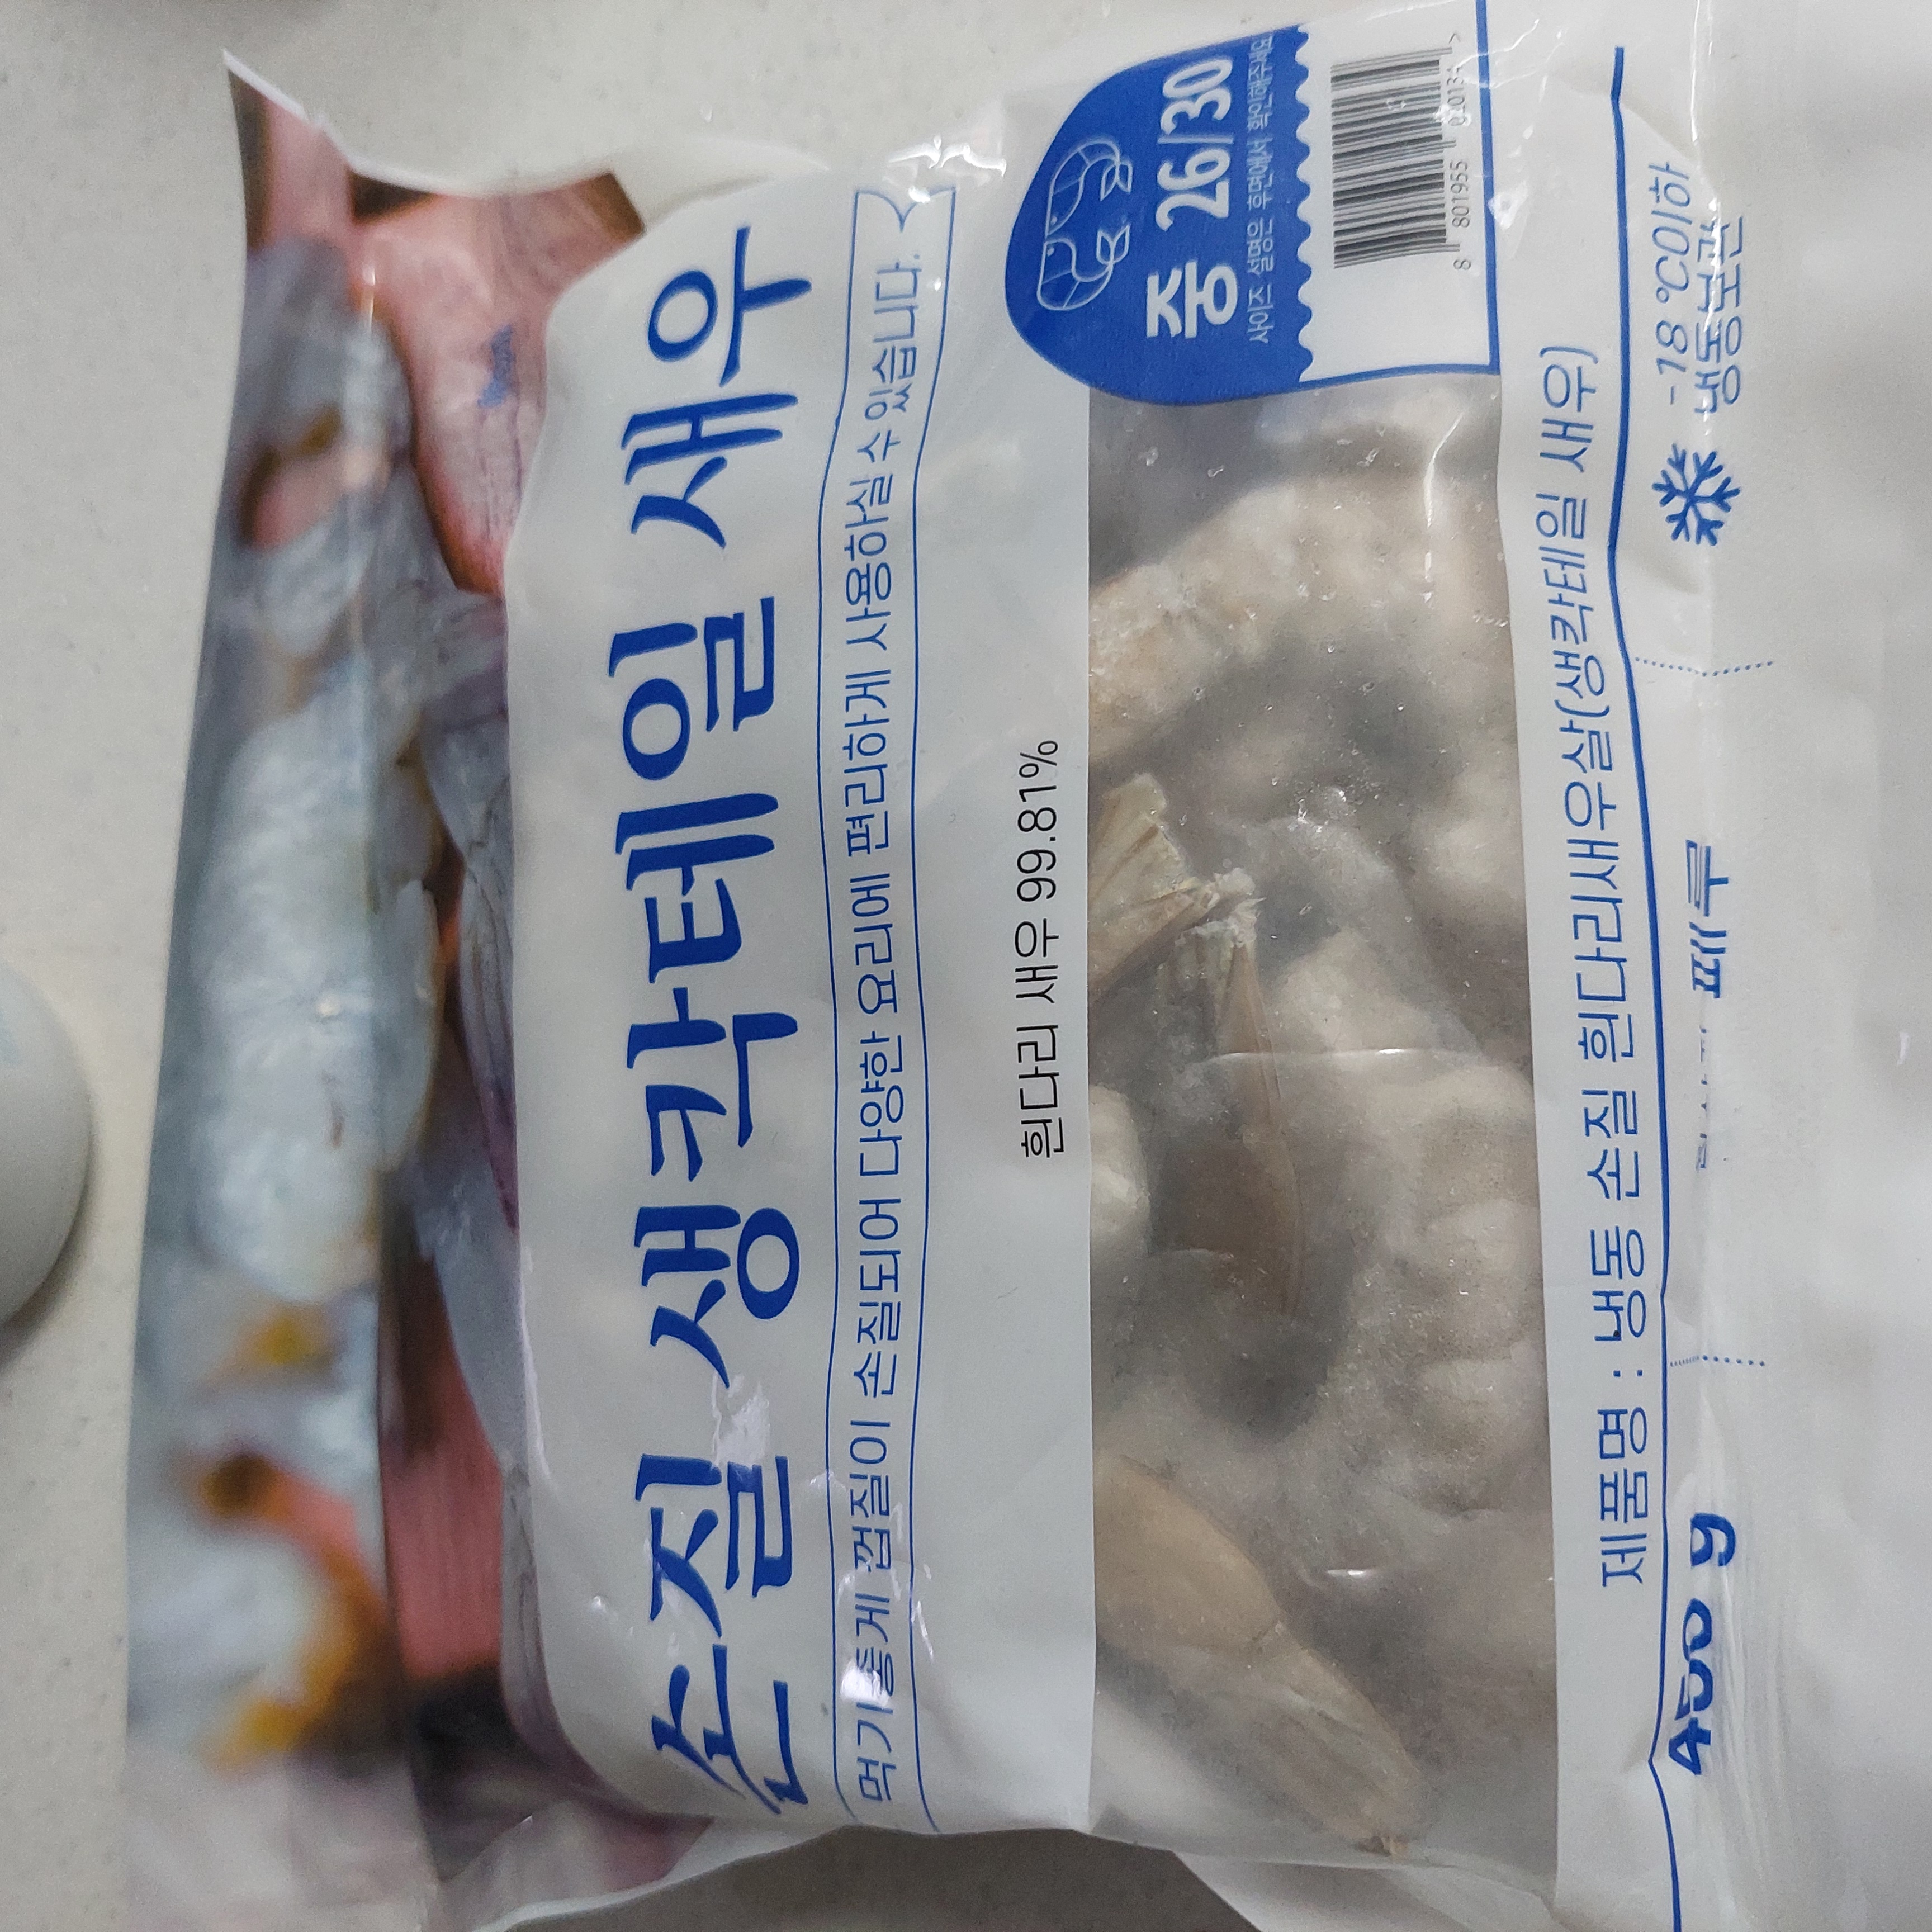 손질 생칵테일 새우
먹기 좋게 껍질이 손질되어 다양한 요리에 편리하게 사용하실 수 있습니다.
흰다리 새우 99.81%
중 26/30
사이즈 설명은 후면에서 확인해주세요
8 801955
제품명 : 냉동 손질 흰다리새우살(생칵테일 새우)
페루
-18℃이하
냉동보관